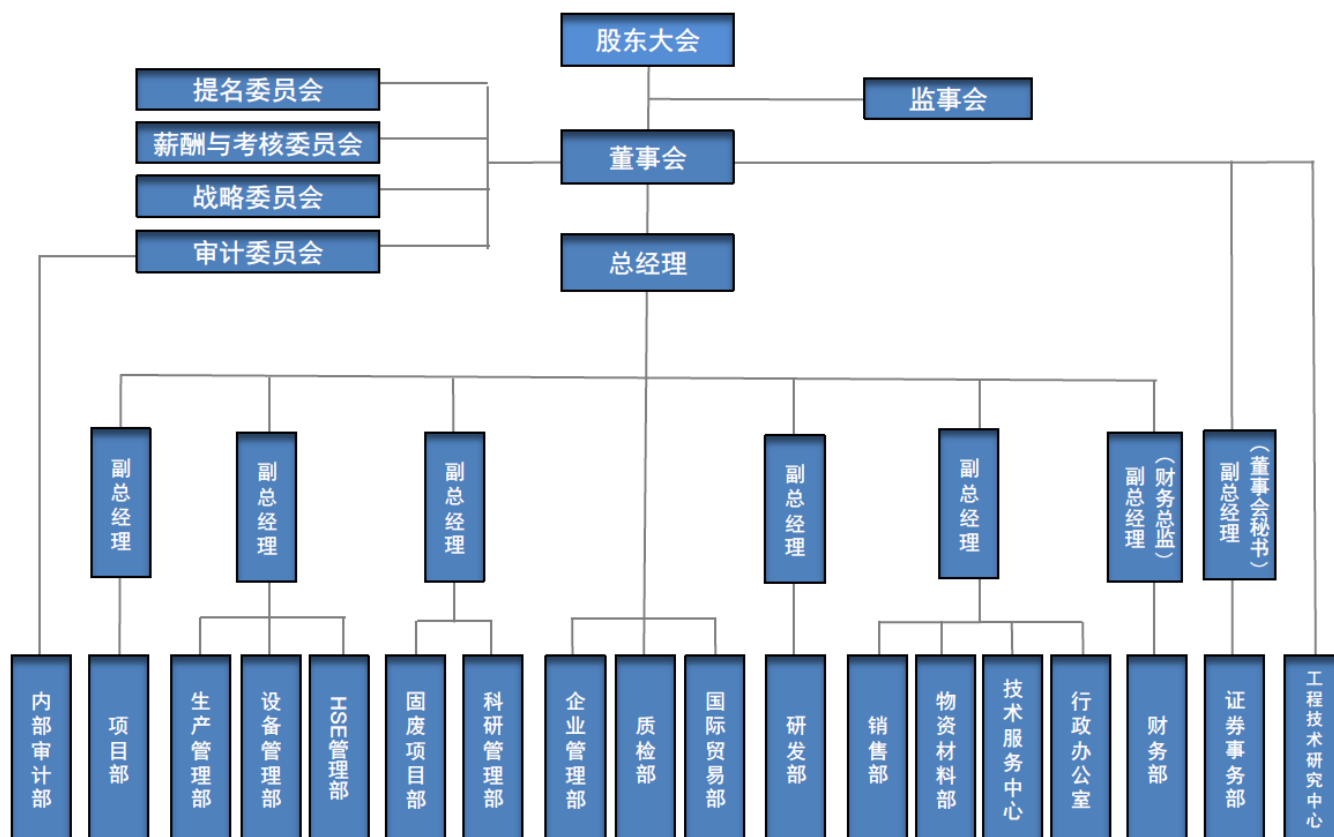 股东大会
提名委员会
监事会
薪酬与考核委员会
董事会
战略委员会
审计委员会
总经理
副总经理
副总经理
副总经理
副总经理
副总经理
副总经理
（财务总监）
副总经理
（董事会秘书）
内部审计部
项目部
生产管理部
设备管理部
HSE管理部
固废项目部
科研管理部
企业管理部
质检部
国际贸易部
研发部
销售部
物资材料部
技术服务中心
行政办公室
财务部
证券事务部
工程技术研究中心